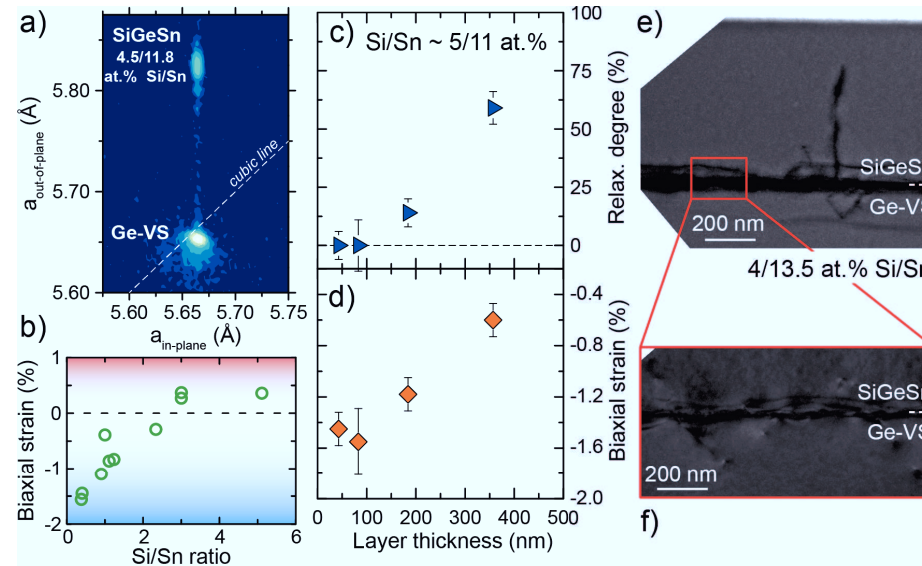 a)
SiGeSn
4.5/11.8
at.% Si/Sn
cubic line
Ge-VS
5.80
5.70
5.60
a out-of-plane (Å)
5.60 5.65 5.70 5.75
a in-plane (Å)
b)
1
0
-1
-2
Biaxial strain (%)
0 2 4 6
Si/Sn ratio
c)
Si/Sn ~ 5/11 at.%
100
75
50
25
0
Relax. degree (%)
d)
-0.4
-0.8
-1.2
-1.6
-2.0
Biaxial strain (%)
0 100 200 300 400 500
Layer thickness (nm)
e)
SiGeSn
Ge-VS
200 nm
4/13.5 at.% Si/Sn
SiGeSn
Ge-VS
200 nm
f)